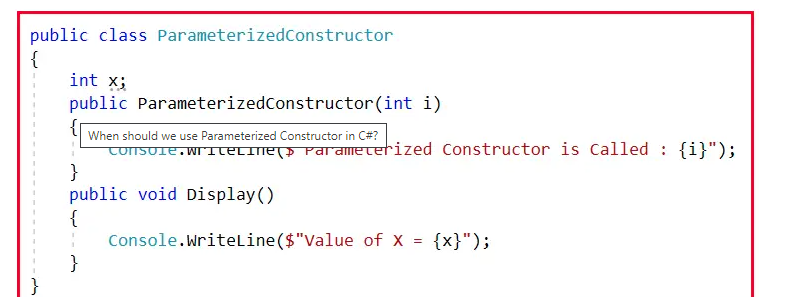 public class ParameterizedConstructor
{
int x;
public ParameterizedConstructor(int i)
{
When should we use Parameterized Constructor in C#?
Console.WriteLine($"Parameterized Constructor is Called : {i}");
}
public void Display()
{
Console.WriteLine($"Value of X = {x}");
}
}